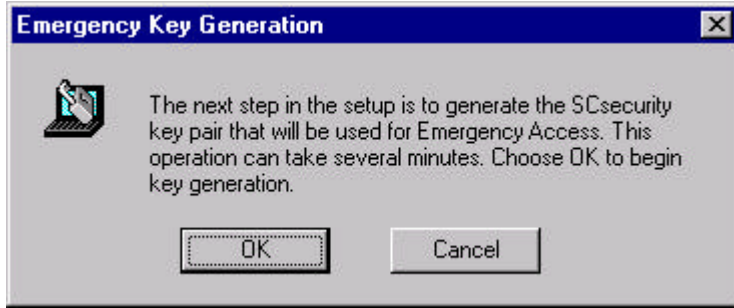 Emergency Key Generation
The next step in the setup is to generate the SCsecurity
key pair that will be used for Emergency Access. This
operation can take several minutes. Choose OK to begin
key generation.
OK
Cancel